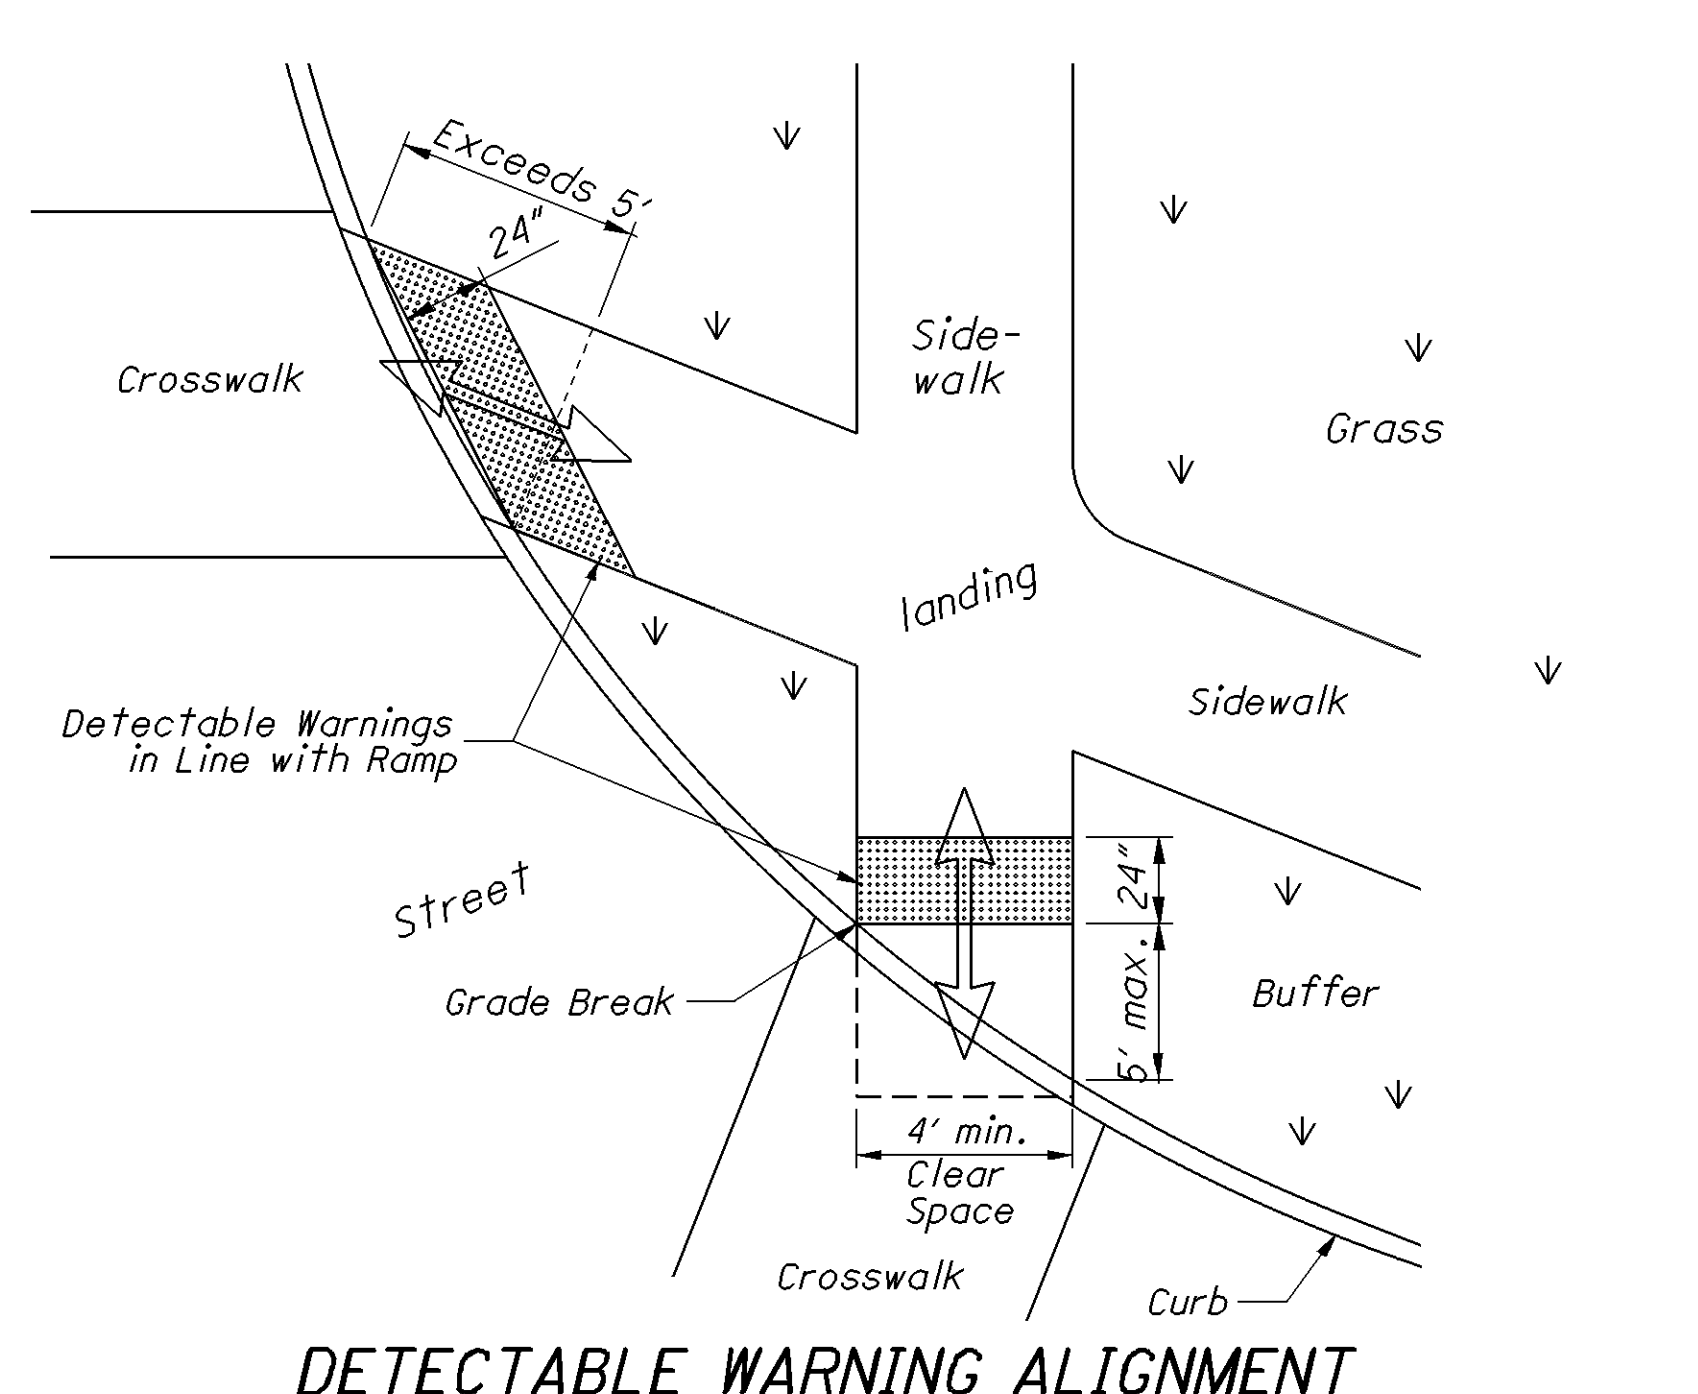 Exceeds 5'
24"
Side-
walk
Crosswalk
Grass
landing
Sidewalk
Detectable Warnings
in Line with Ramp
24"
Street
5' max.
Grade Break
Buffer
4' min.
Clear
Space
Crosswalk
Curb
DETECTABLE WARNING ALIGNMENT